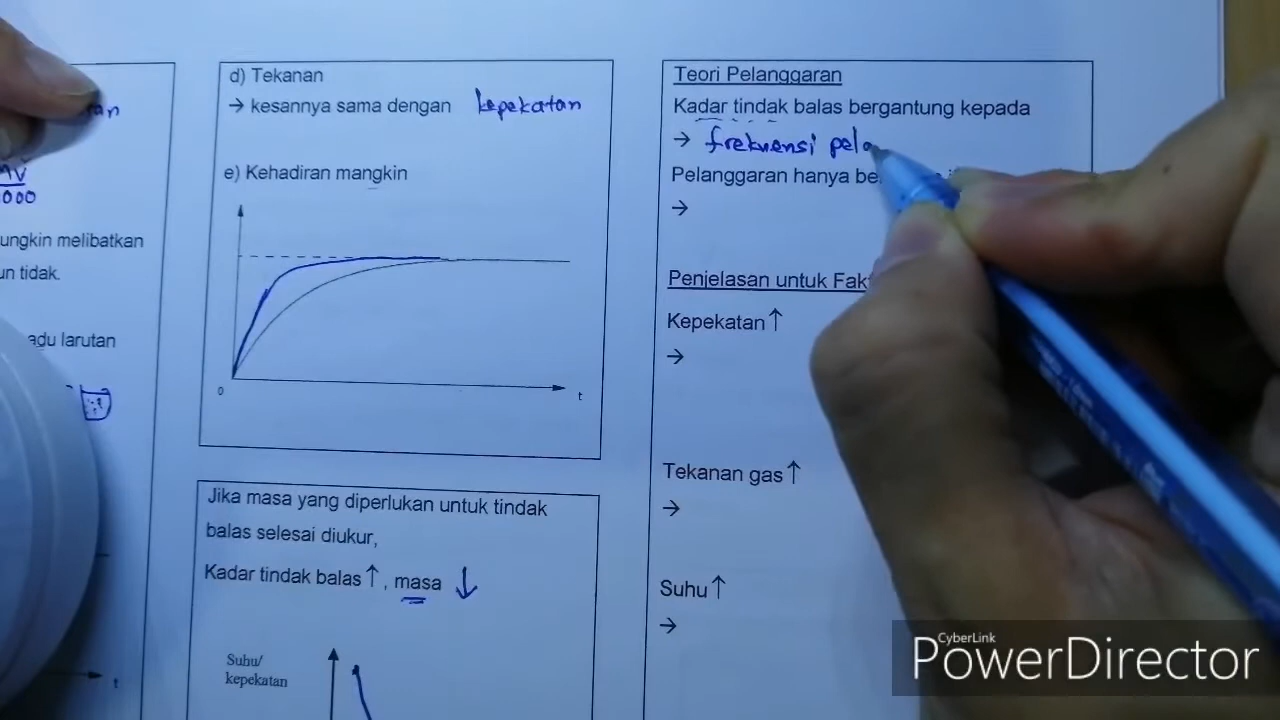 000
ungkin melibatkan
un tidak.
adu larutan
t
d) Tekanan
→ kesannya sama dengan kepekatan
e) Kehadiran mangkin
0
t
Jika masa yang diperlukan untuk tindak
balas selesai diukur,
Kadar tindak balas ↑, masa ↓
Suhu/
kepekatan
Teori Pelanggaran
Kadar tindak balas bergantung kepada
→ frekuensi pela
Pelanggaran hanya be
→
Penjelasan untuk Fak
Kepekatan ↑
→
Tekanan gas ↑
→
Suhu ↑
→
CyberLink
PowerDirector